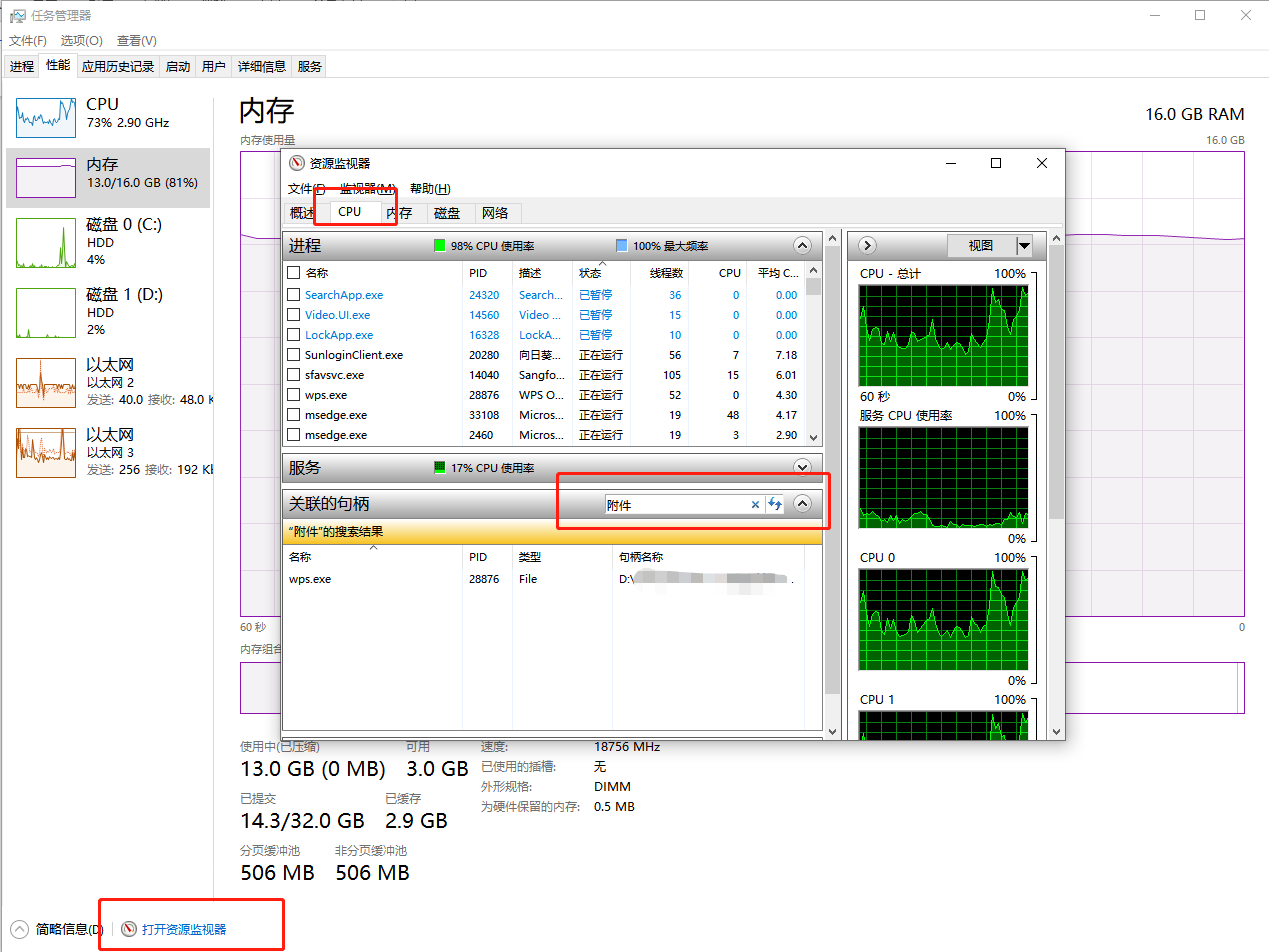 任务管理器
文件(F) 选项(O) 查看(V)
进程 性能 应用历史记录 启动 用户 详细信息 服务
CPU
73% 2.90 GHz
内存
13.0/16.0 GB (81%)
磁盘 0 (C:)
HDD
4%
磁盘 1 (D:)
HDD
2%
以太网
以太网 2
发送: 40.0 接收: 48.0 K
以太网
以太网 3
发送: 256 接收: 192 Kb
内存
16.0 GB RAM
内存使用量
16.0 GB
资源监视器
文件(F) 监视器(M) 帮助(H)
概述 CPU 内存 磁盘 网络
进程 98% CPU 使用率 100% 最大频率
名称 PID 描述 状态 线程数 CPU 平均 C...
SearchApp.exe 24320 Search... 已暂停 36 0 0.00
Video.UI.exe 14560 Video ... 已暂停 15 0 0.00
LockApp.exe 16328 LockA... 已暂停 10 0 0.00
SunloginClient.exe 20280 向日葵... 正在运行 56 7 7.18
sfavsvc.exe 14040 Sangfo... 正在运行 105 15 6.01
wps.exe 28876 WPS O... 正在运行 52 0 4.30
msedge.exe 33108 Micros... 正在运行 19 48 4.17
msedge.exe 2460 Micros... 正在运行 19 3 2.90
服务 17% CPU 使用率
关联的句柄 附件
“附件”的搜索结果
名称 PID 类型 句柄名称
wps.exe 28876 File D:\
视图
CPU - 总计 100%
60 秒 0%
服务 CPU 使用率 100%
0%
CPU 0 100%
0%
CPU 1 100%
60 秒 0
内存组合
使用中(已压缩)
13.0 GB (0 MB)
可用
3.0 GB
速度: 18756 MHz
已使用的插槽: 无
外形规格: DIMM
为硬件保留的内存: 0.5 MB
已提交
14.3/32.0 GB
已缓存
2.9 GB
分页缓冲池
506 MB
非分页缓冲池
506 MB
简略信息(D) 打开资源监视器